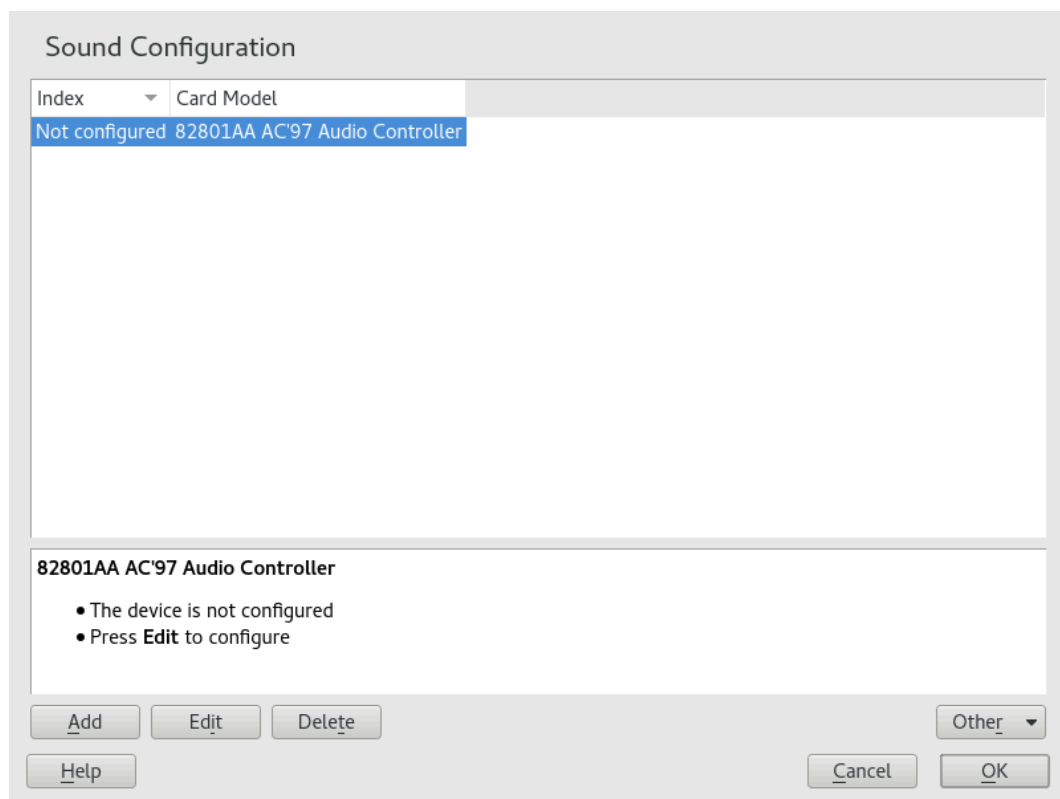 Sound Configuration
Index Card Model
Not configured 82801AA AC'97 Audio Controller
82801AA AC'97 Audio Controller
• The device is not configured
• Press Edit to configure
Add Edit Delete Other
Help Cancel OK